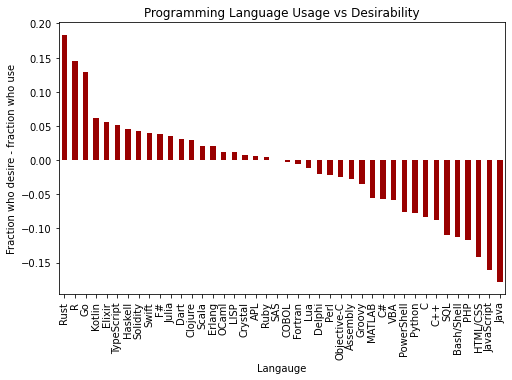 Programming Language Usage vs Desirability
Fraction who desire - fraction who use
0.20
0.15
0.10
0.05
0.00
−0.05
−0.10
−0.15
Rust
R
Go
Kotlin
Elixir
TypeScript
Haskell
Solidity
Swift
F#
Julia
Dart
Clojure
Scala
Erlang
OCaml
LISP
Crystal
APL
Ruby
SAS
COBOL
Fortran
Lua
Delphi
Perl
Objective-C
Assembly
Groovy
MATLAB
C#
VBA
PowerShell
Python
C
C++
SQL
Bash/Shell
PHP
HTML/CSS
JavaScript
Java
Langauge